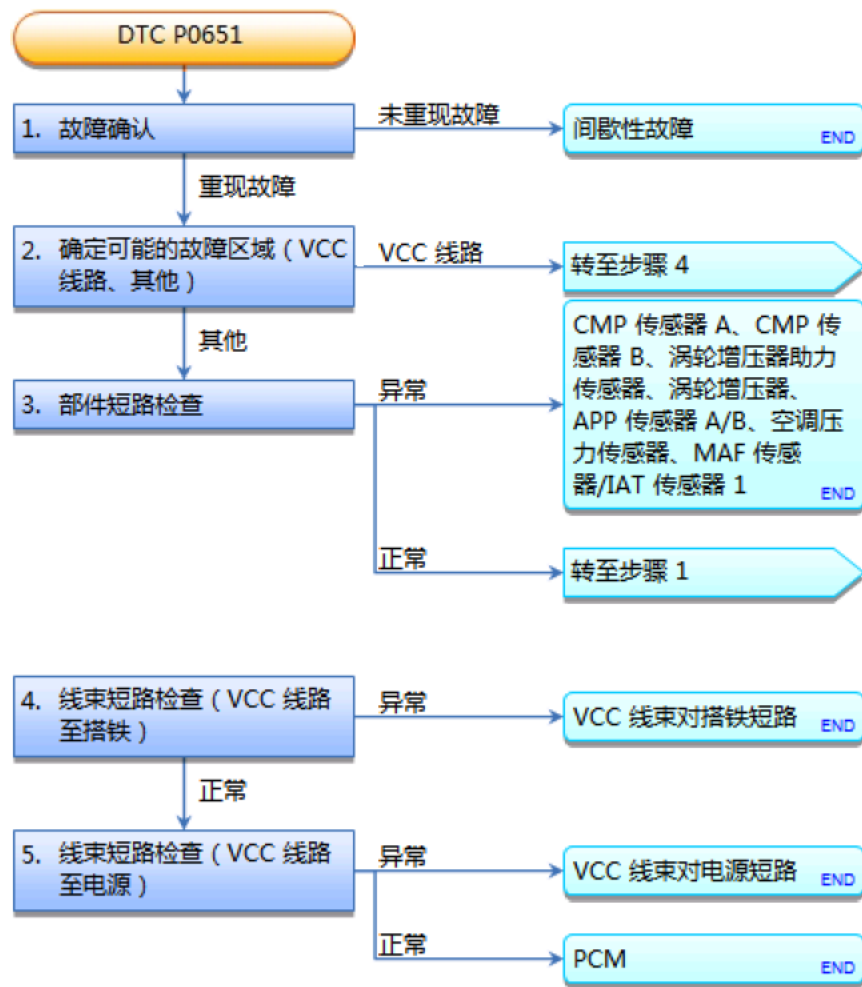 DTC P0651
1. 故障确认
未重现故障
间歇性故障
END
重现故障
2. 确定可能的故障区域（VCC
线路、其他）
VCC 线路
转至步骤 4
其他
3. 部件短路检查
异常
CMP 传感器 A、CMP 传
感器 B、涡轮增压器助力
传感器、涡轮增压器、
APP 传感器 A/B、空调压
力传感器、MAF 传感
器/IAT 传感器 1
END
正常
转至步骤 1
4. 线束短路检查（VCC 线路
至搭铁）
异常
VCC 线束对搭铁短路
END
正常
5. 线束短路检查（VCC 线路
至电源）
异常
VCC 线束对电源短路
END
正常
PCM
END